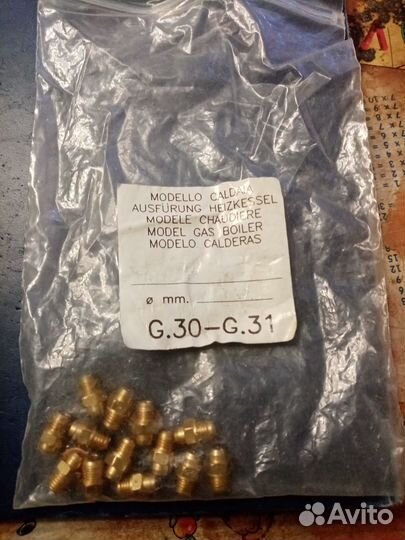 MODELLO CALDAIA
AUSFÜRUNG HEIZKESSEL
MODELE CHAUDIERE
MODEL GAS BOILER
MODELO CALDERAS
ø mm.
G.30-G.31
Avito